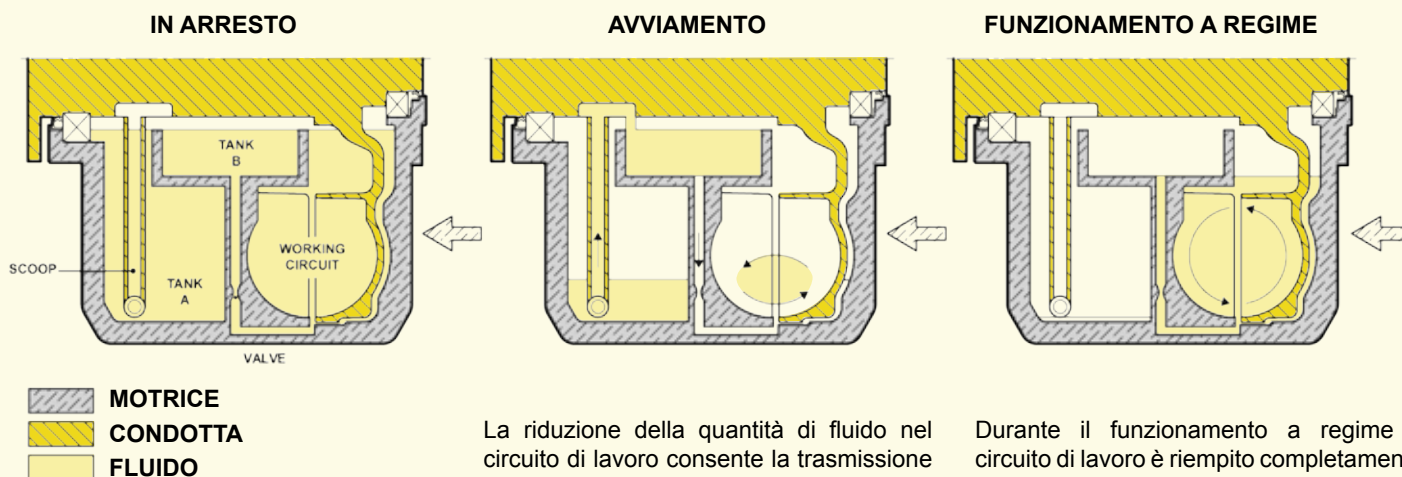 IN ARRESTO
AVVIAMENTO
FUNZIONAMENTO A REGIME
TANK
B
WORKING
CIRCUIT
SCOOP
TANK
A
VALVE
MOTRICE
CONDOTTA
FLUIDO
La riduzione della quantità di fluido nel
circuito di lavoro consente la trasmissione
Durante il funzionamento a regime
circuito di lavoro è riempito